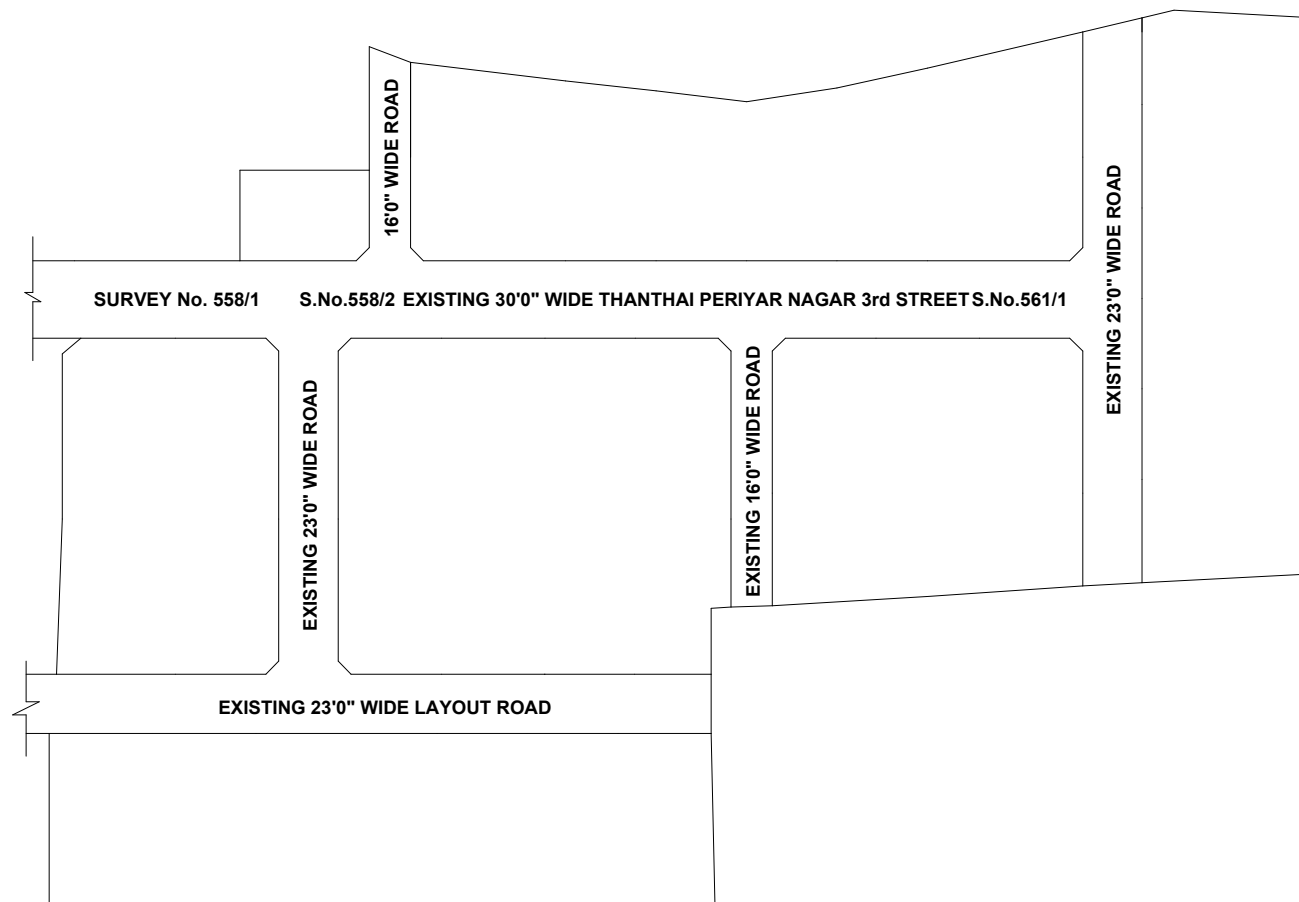 16'0" WIDE ROAD
EXISTING 23'0" WIDE ROAD
SURVEY No. 558/1 S.No.558/2 EXISTING 30'0" WIDE THANTHAI PERIYAR NAGAR 3rd STREET S.No.561/1
EXISTING 23'0" WIDE ROAD
EXISTING 16'0" WIDE ROAD
EXISTING 23'0" WIDE LAYOUT ROAD